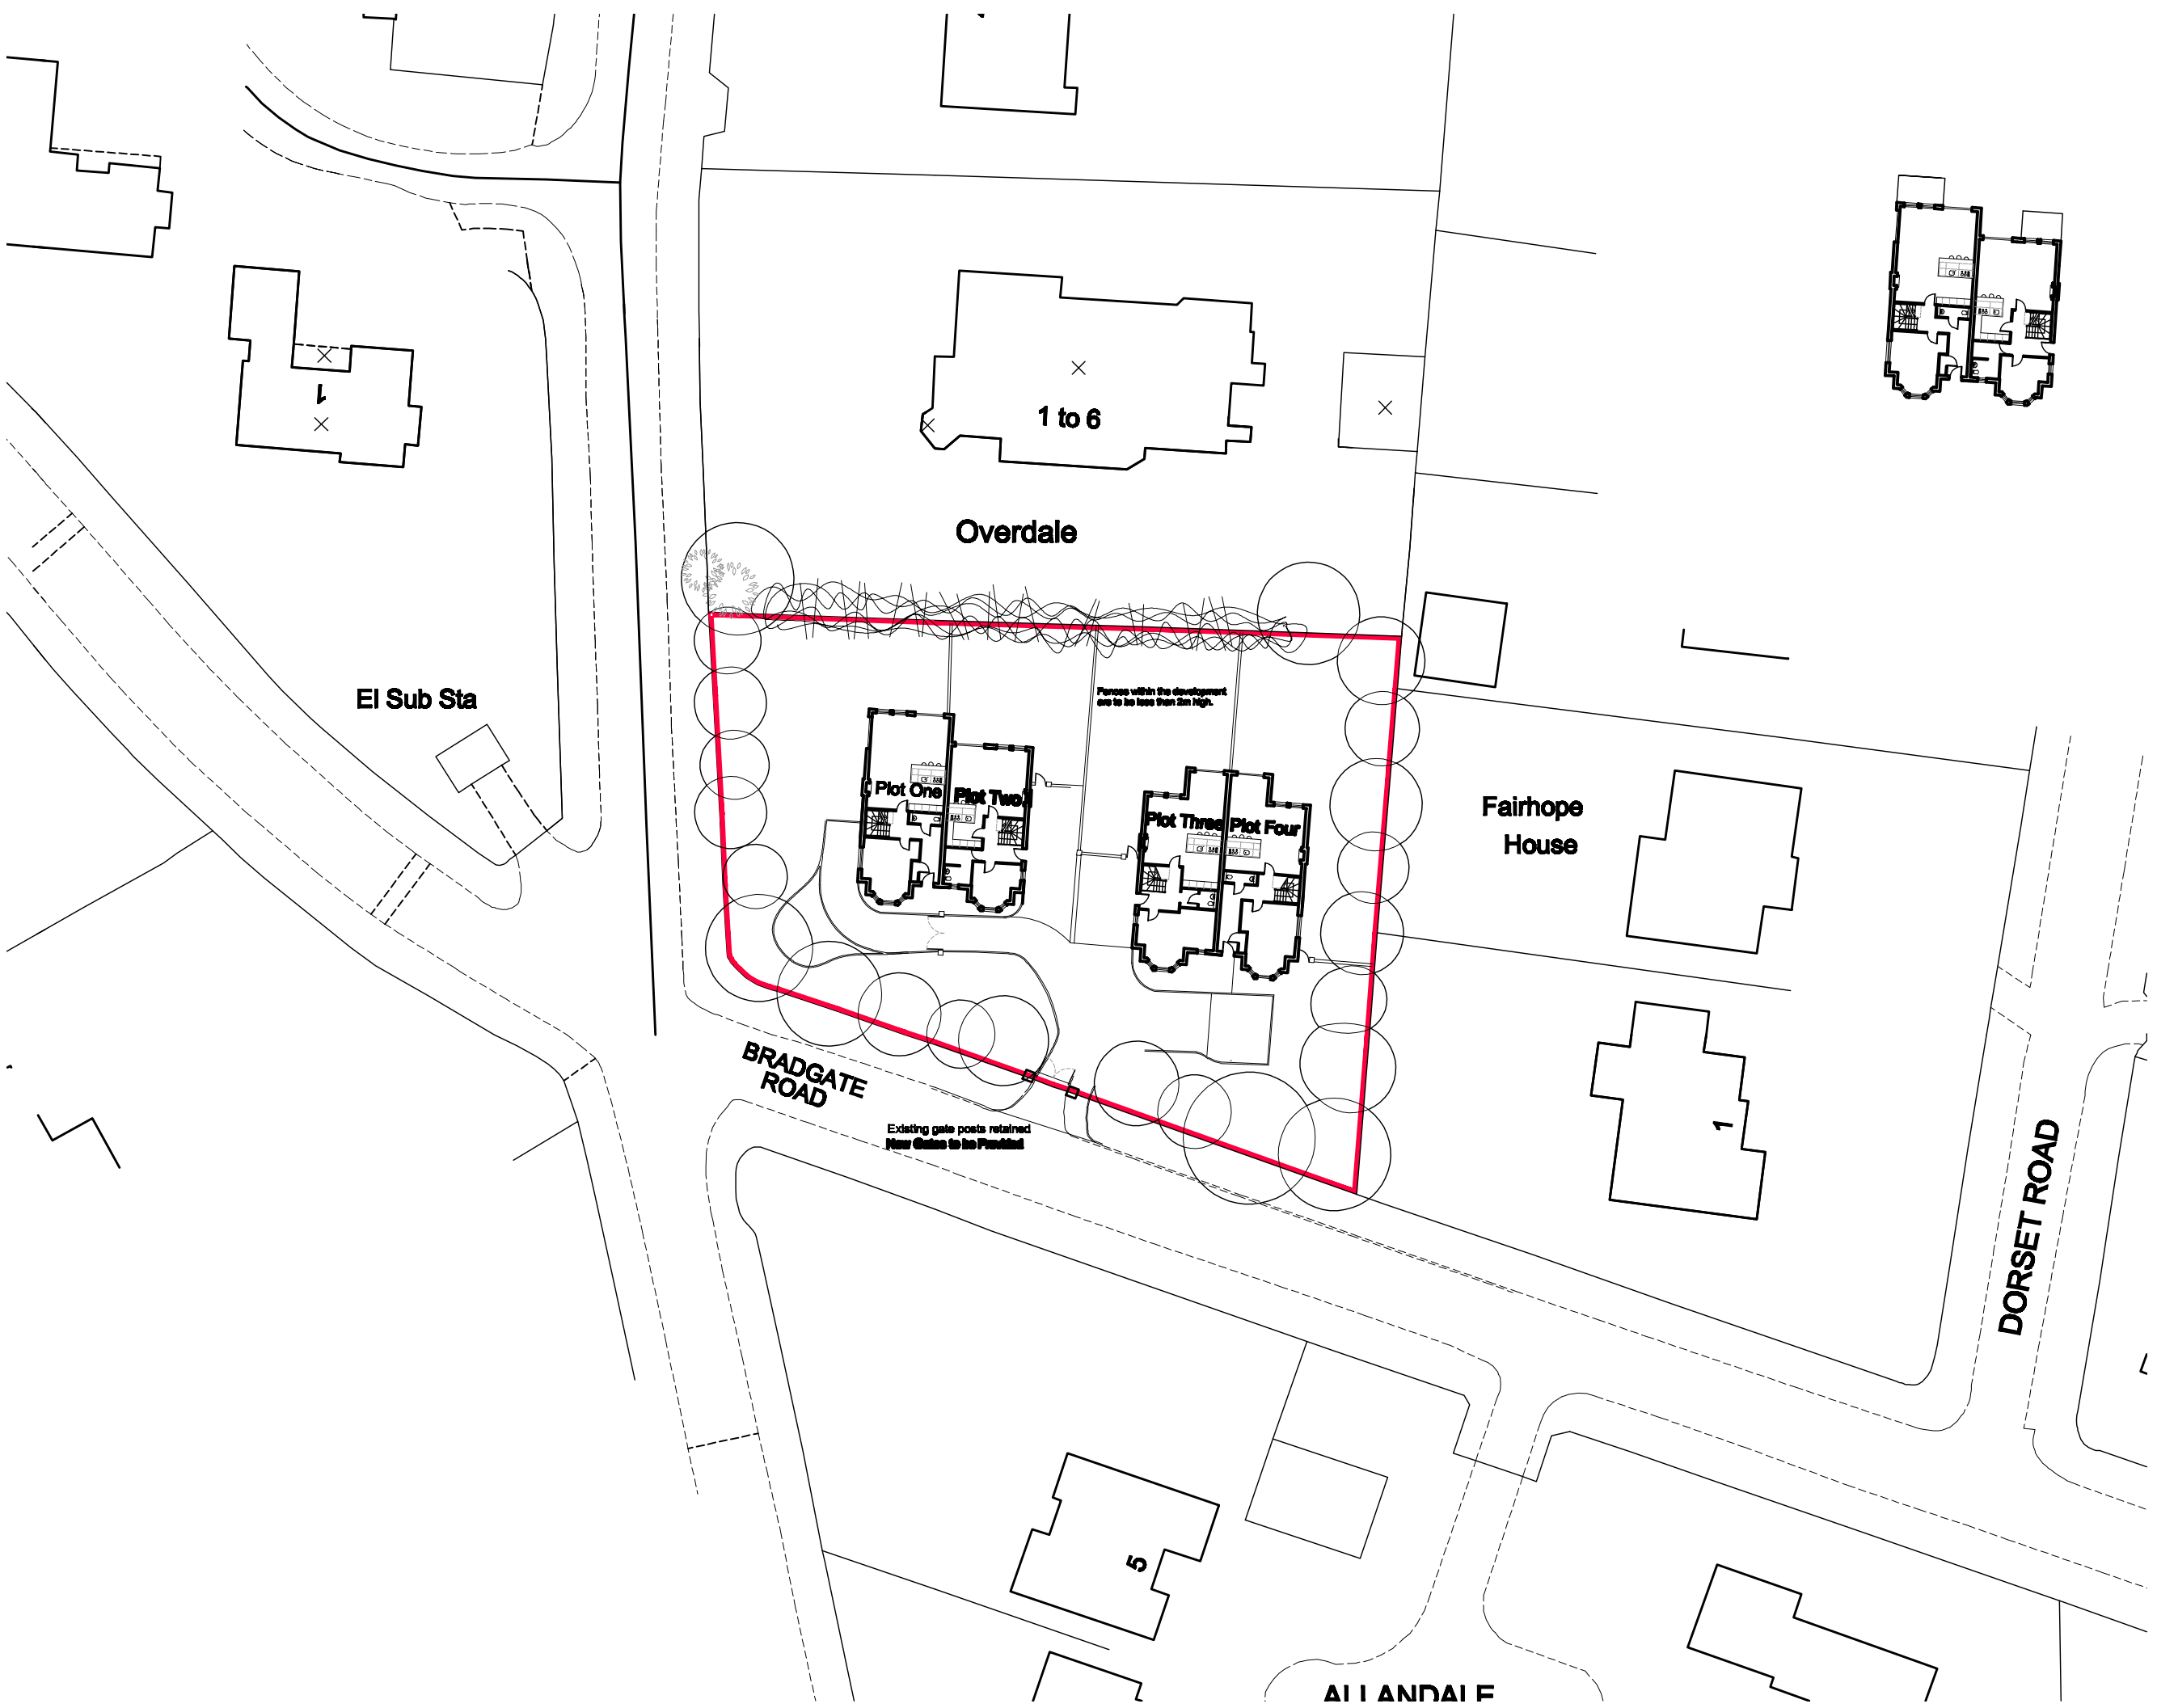 1
1 to 6
Overdale
El Sub Sta
Fences within the development
are to be less than 2m high.
Plot One
Plot Two
Plot Three
Plot Four
Fairhope
House
BRADGATE
ROAD
Existing gate posts retained
New Gates to be Provided
1
DORSET ROAD
5
ALLANDALE